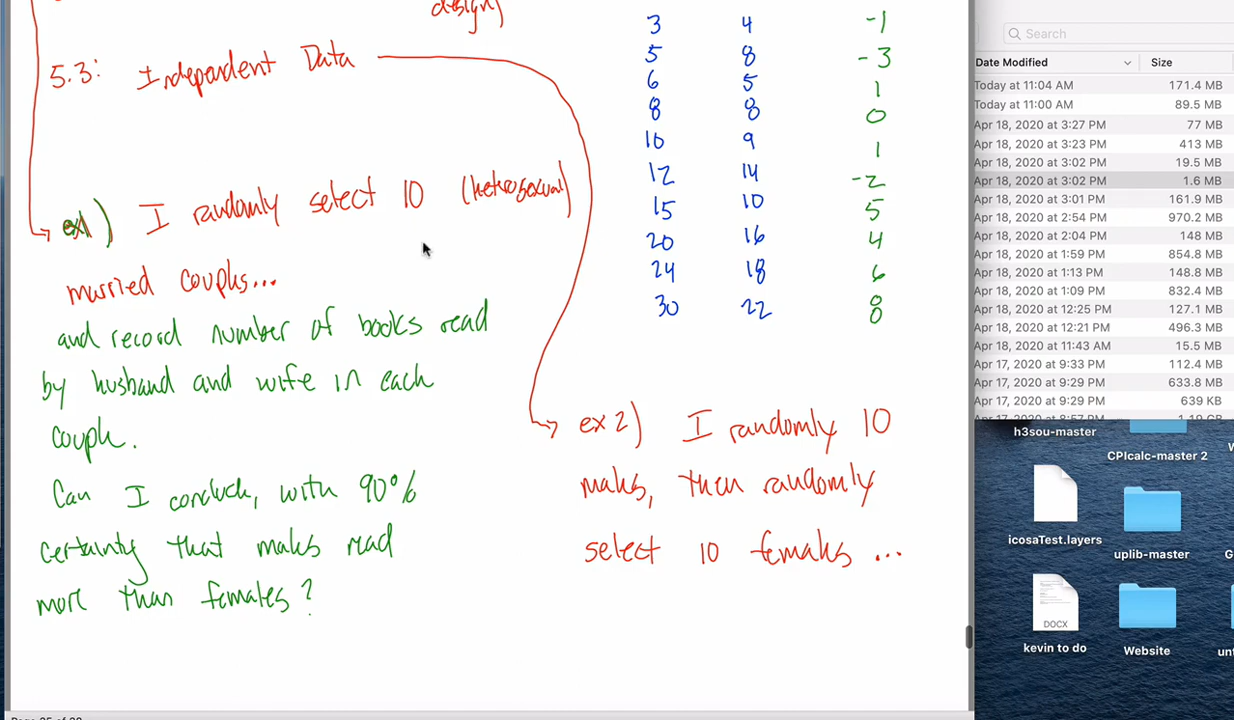 design)
5.3: Independent Data
ex1) I randomly select 10 (heterosexual)
married couples...
and record number of books read
by husband and wife in each
couple.
Can I conclude, with 90%
certainty that males read
more than females?
3 4 -1
5 8 -3
6 5 1
8 8 0
10 9 1
12 14 -2
15 10 5
20 16 4
24 18 6
30 22 8
ex 2) I randomly 10
males, then randomly
select 10 females ...
Search
Date Modified Size
Today at 11:04 AM 171.4 MB
Today at 11:00 AM 89.5 MB
Apr 18, 2020 at 3:27 PM 77 MB
Apr 18, 2020 at 3:23 PM 413 MB
Apr 18, 2020 at 3:02 PM 19.5 MB
Apr 18, 2020 at 3:02 PM 1.6 MB
Apr 18, 2020 at 3:01 PM 161.9 MB
Apr 18, 2020 at 2:54 PM 970.2 MB
Apr 18, 2020 at 2:04 PM 148 MB
Apr 18, 2020 at 1:59 PM 854.8 MB
Apr 18, 2020 at 1:13 PM 148.8 MB
Apr 18, 2020 at 1:09 PM 832.4 MB
Apr 18, 2020 at 12:25 PM 127.1 MB
Apr 18, 2020 at 12:21 PM 496.3 MB
Apr 18, 2020 at 11:43 AM 15.5 MB
Apr 17, 2020 at 9:33 PM 112.4 MB
Apr 17, 2020 at 9:29 PM 633.8 MB
Apr 17, 2020 at 9:29 PM 639 KB
Apr 17, 2020 at 8:57 PM 1.19 GB
h3sou-master
CPIcalc-master 2
icosaTest.layers
uplib-master
DOCX
kevin to do
Website